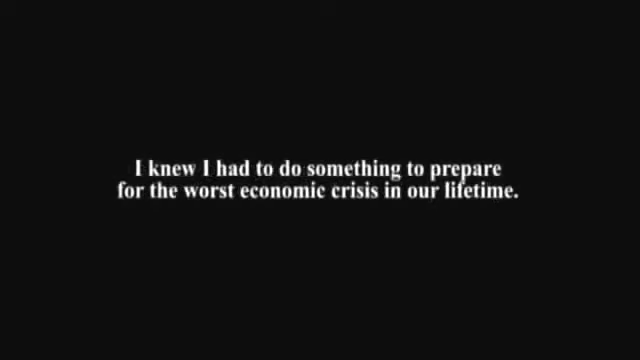 I knew I had to do something to prepare
for the worst economic crisis in our lifetime.